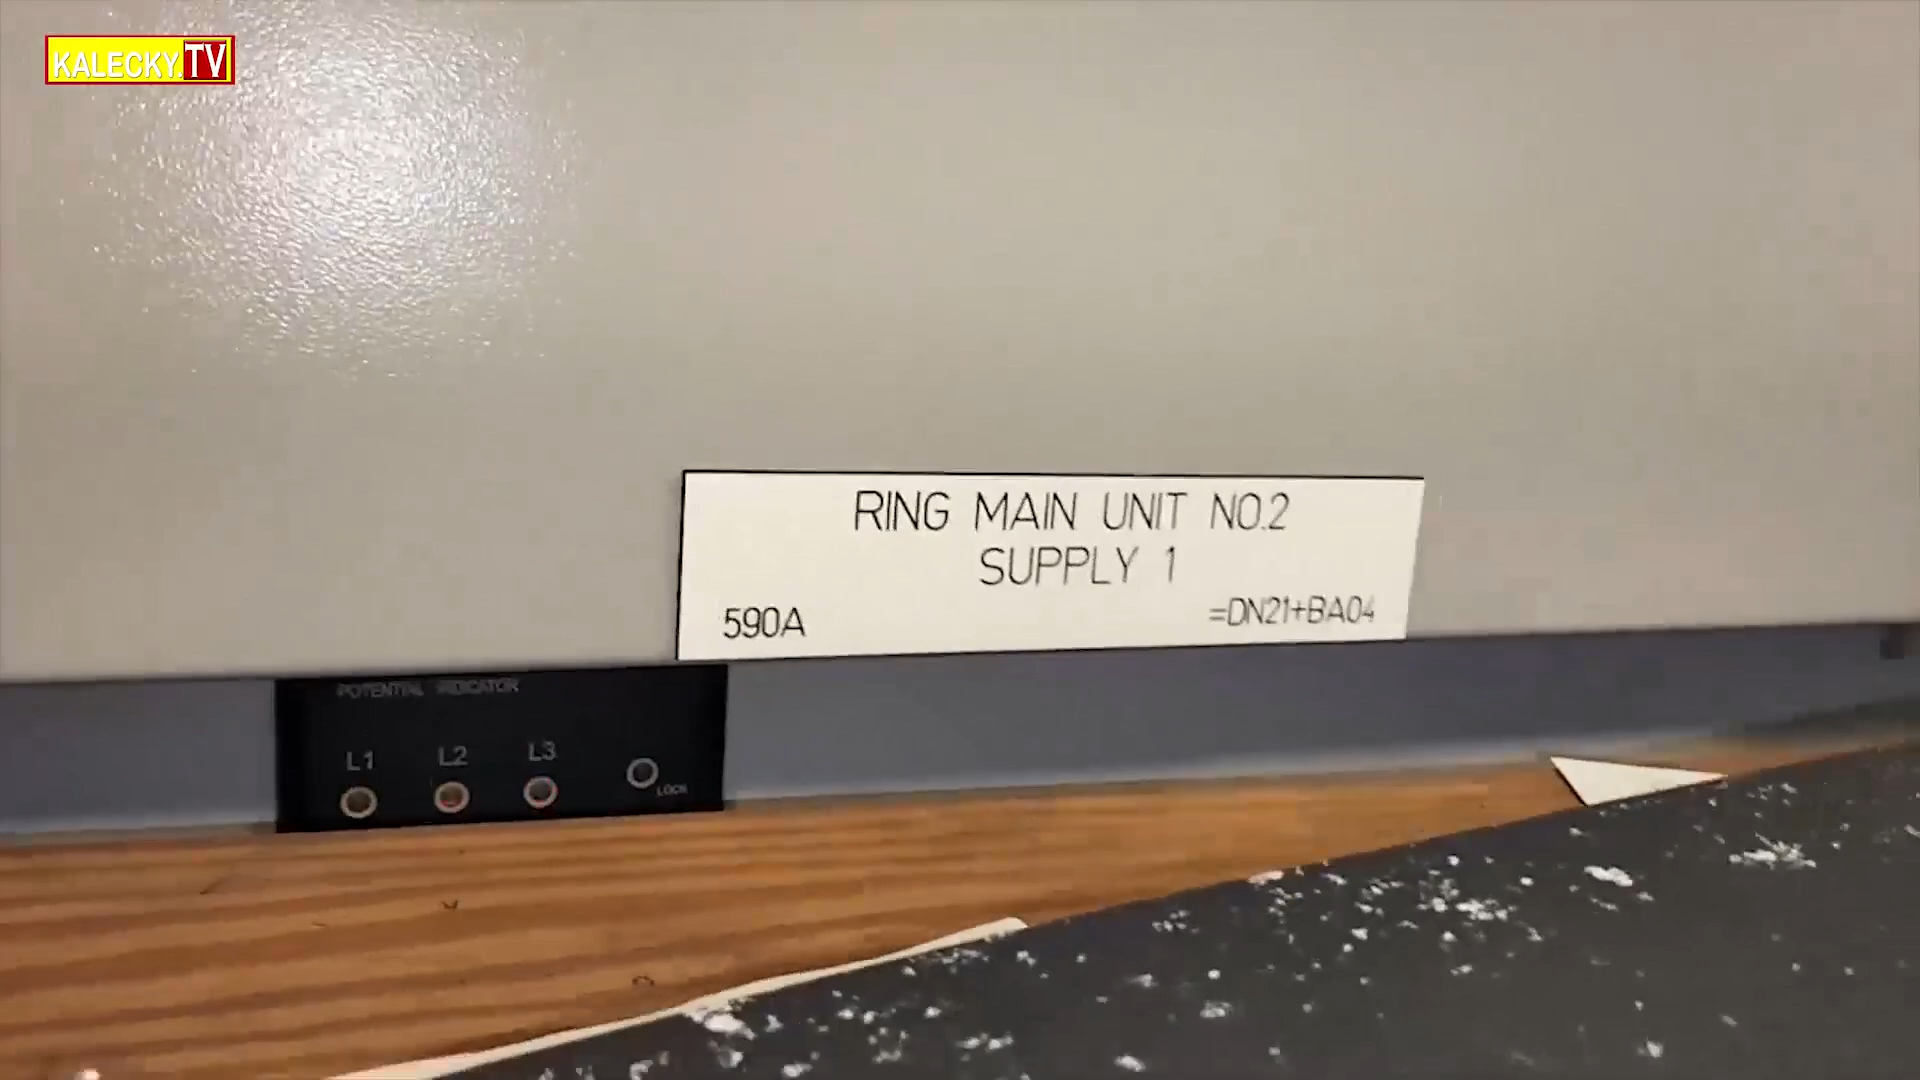 KALECKY.TV
RING MAIN UNIT NO.2
SUPPLY 1
590A
=DN21+BA04
POTENTIAL INDICATOR
L1 L2 L3
LOCK